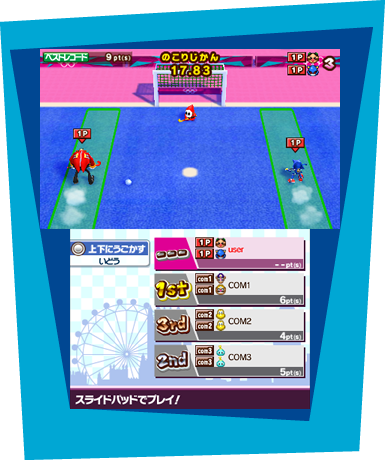 ベストレコード 9pt(s)
のこりじかん
17.83
1P
1P
3
1P
1P
上下にうごかす
いどう
1P
1P
user
--pt(s)
1st
com1
com1
COM1
6pt(s)
3rd
com2
com2
COM2
4pt(s)
2nd
com3
com3
COM3
5pt(s)
スライドパッドでプレイ!